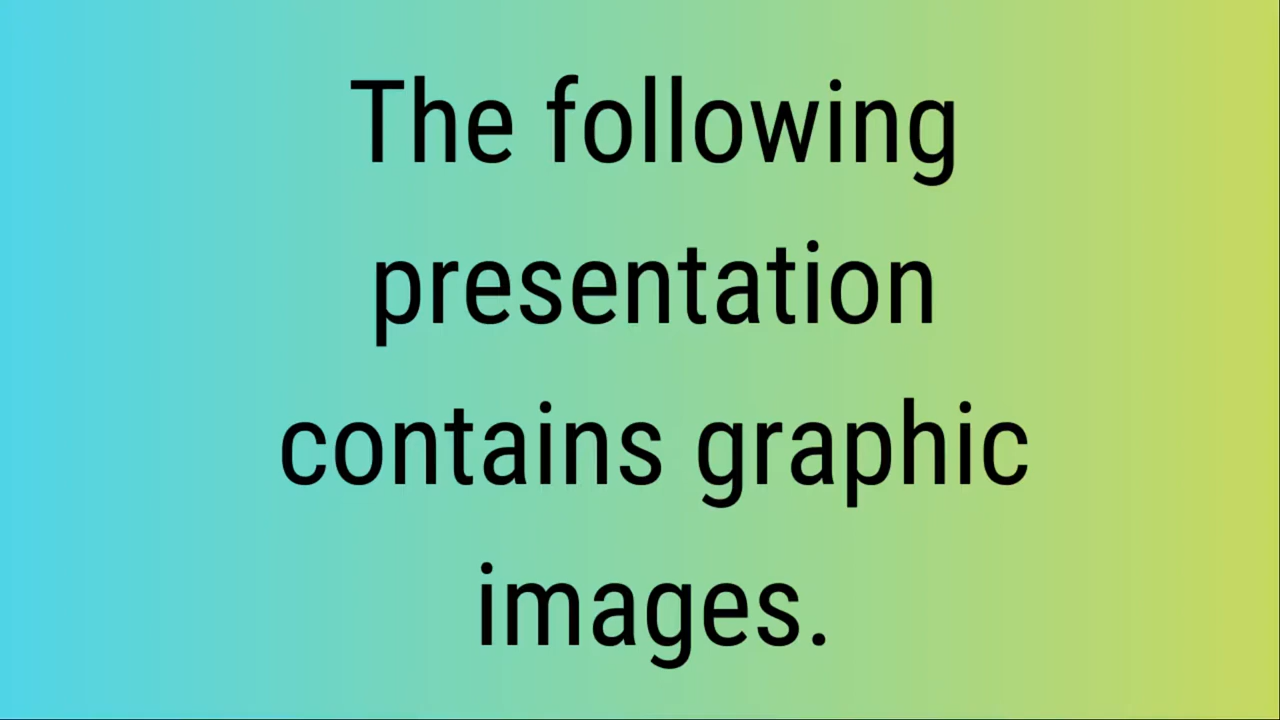 The following
presentation
contains graphic
images.